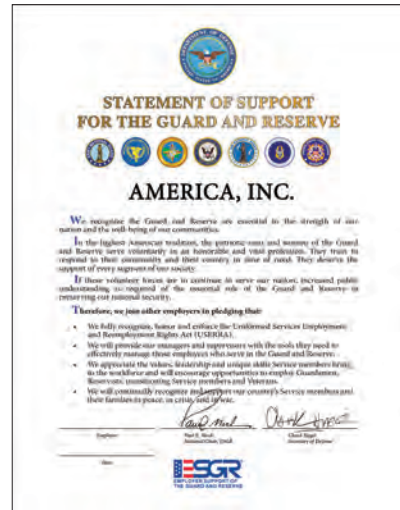 STATEMENT OF SUPPORT
FOR THE GUARD AND RESERVE
AMERICA, INC.
We recognize the Guard and Reserve are essential to the strength of our
nation and the well-being of our communities.
In the highest American tradition, the patriotic men and women of the Guard
and Reserve serve voluntarily in an honorable and vital profession. They train to
respond to their community and their country in time of need. They deserve the
support of every segment of our society.
If these volunteer forces are to continue to serve our nation, increased public
understanding is required of the essential role of the Guard and Reserve in
preserving our national security.
Therefore, we join other employers in pledging that:
• We fully recognize, honor and enforce the Uniformed Services Employment
and Reemployment Rights Act (USERRA).
• We will provide our managers and supervisors with the tools they need to
effectively manage those employees who serve in the Guard and Reserve.
• We appreciate the values, leadership and unique skills Service members bring
to the workforce and will encourage opportunities to employ Guardsmen,
Reservists, transitioning Service members and Veterans.
• We will continually recognize and support our country's Service members and
their families in peace, in crisis, and in war.
Employer
Paul E. Mock
National Chair, ESGR
Chuck Hagel
Secretary of Defense
Date
ESGR
EMPLOYER SUPPORT OF
THE GUARD AND RESERVE